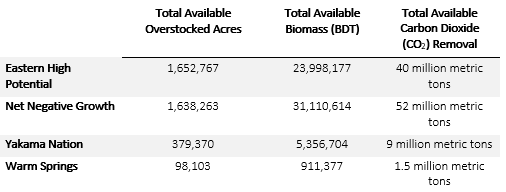 Total Available Overstocked Acres
Total Available Biomass (BDT)
Total Available Carbon Dioxide (CO₂) Removal
Eastern High Potential 1,652,767 23,998,177 40 million metric tons
Net Negative Growth 1,638,263 31,110,614 52 million metric tons
Yakama Nation 379,370 5,356,704 9 million metric tons
Warm Springs 98,103 911,377 1.5 million metric tons